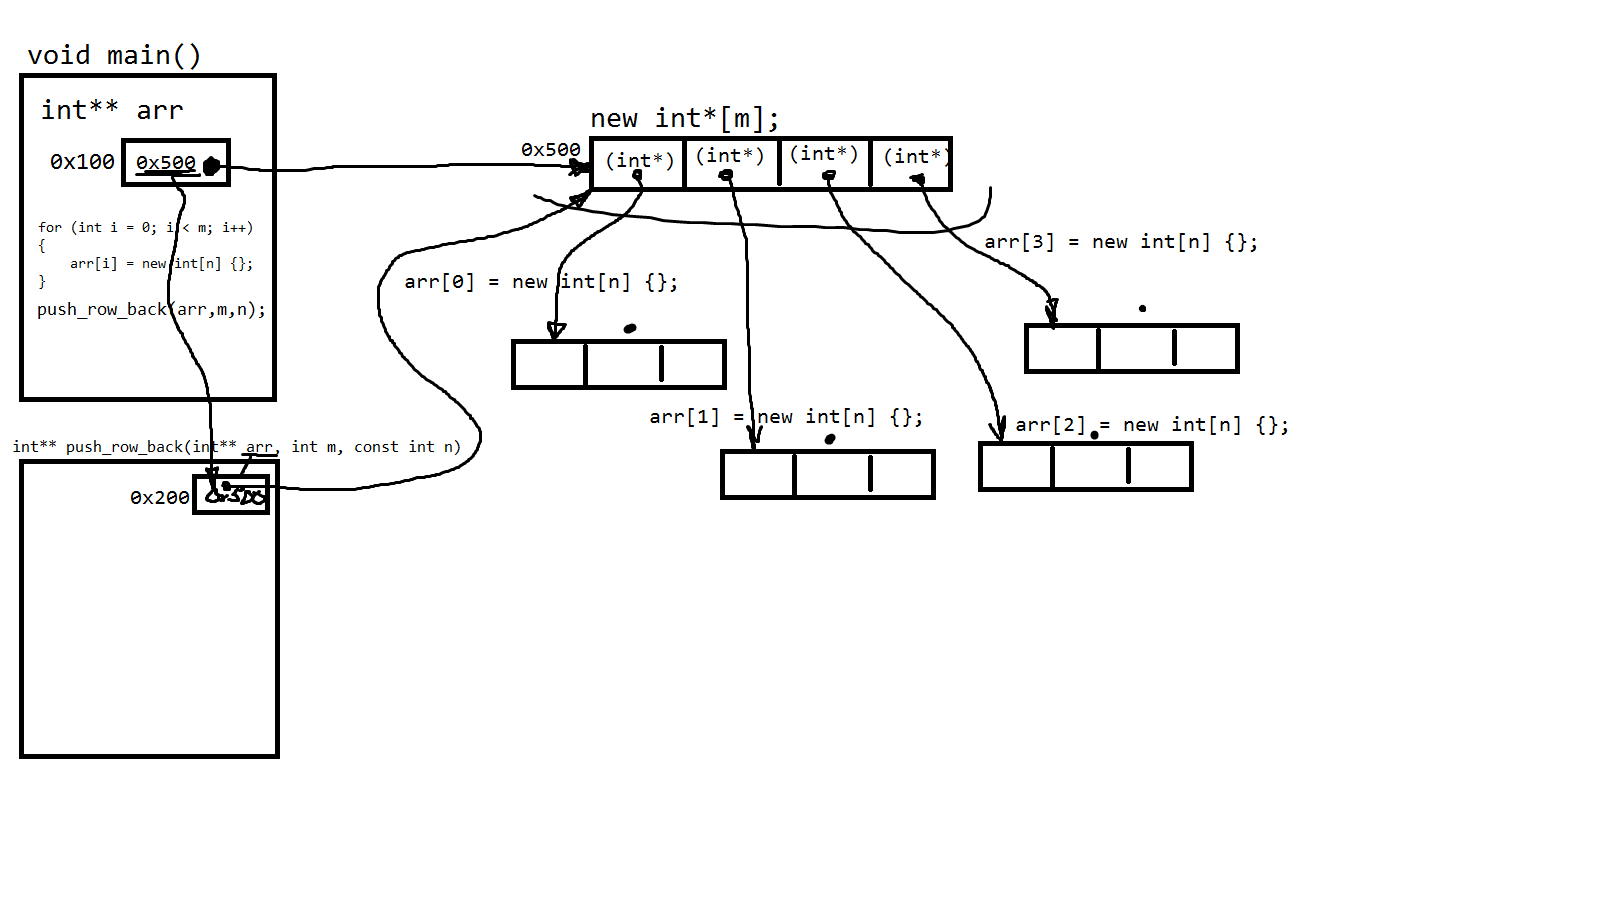 void main()
int** arr
0x100 0x500
for (int i = 0; i < m; i++)
{
arr[i] = new int[n] {};
}
push_row_back(arr,m,n);
new int*[m];
0x500 (int*) (int*) (int*) (int*)
arr[3] = new int[n] {};
arr[0] = new int[n] {};
arr[1] = new int[n] {};
arr[2] = new int[n] {};
int** push_row_back(int** arr, int m, const int n)
0x200 0x500